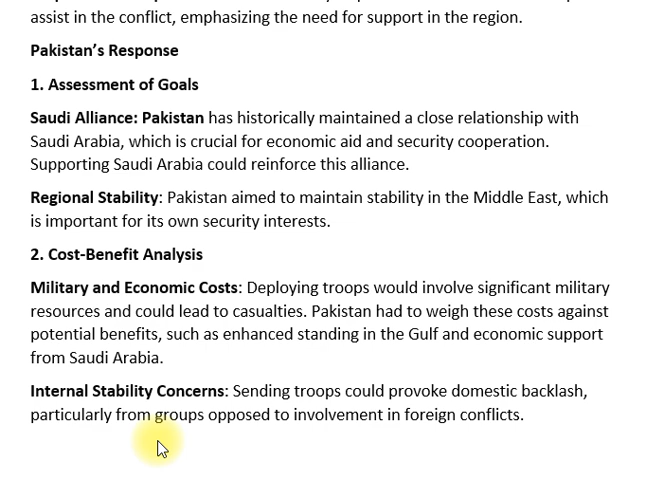 assist in the conflict, emphasizing the need for support in the region.
Pakistan’s Response
1. Assessment of Goals
Saudi Alliance: Pakistan has historically maintained a close relationship with
Saudi Arabia, which is crucial for economic aid and security cooperation.
Supporting Saudi Arabia could reinforce this alliance.
Regional Stability: Pakistan aimed to maintain stability in the Middle East, which
is important for its own security interests.
2. Cost-Benefit Analysis
Military and Economic Costs: Deploying troops would involve significant military
resources and could lead to casualties. Pakistan had to weigh these costs against
potential benefits, such as enhanced standing in the Gulf and economic support
from Saudi Arabia.
Internal Stability Concerns: Sending troops could provoke domestic backlash,
particularly from groups opposed to involvement in foreign conflicts.